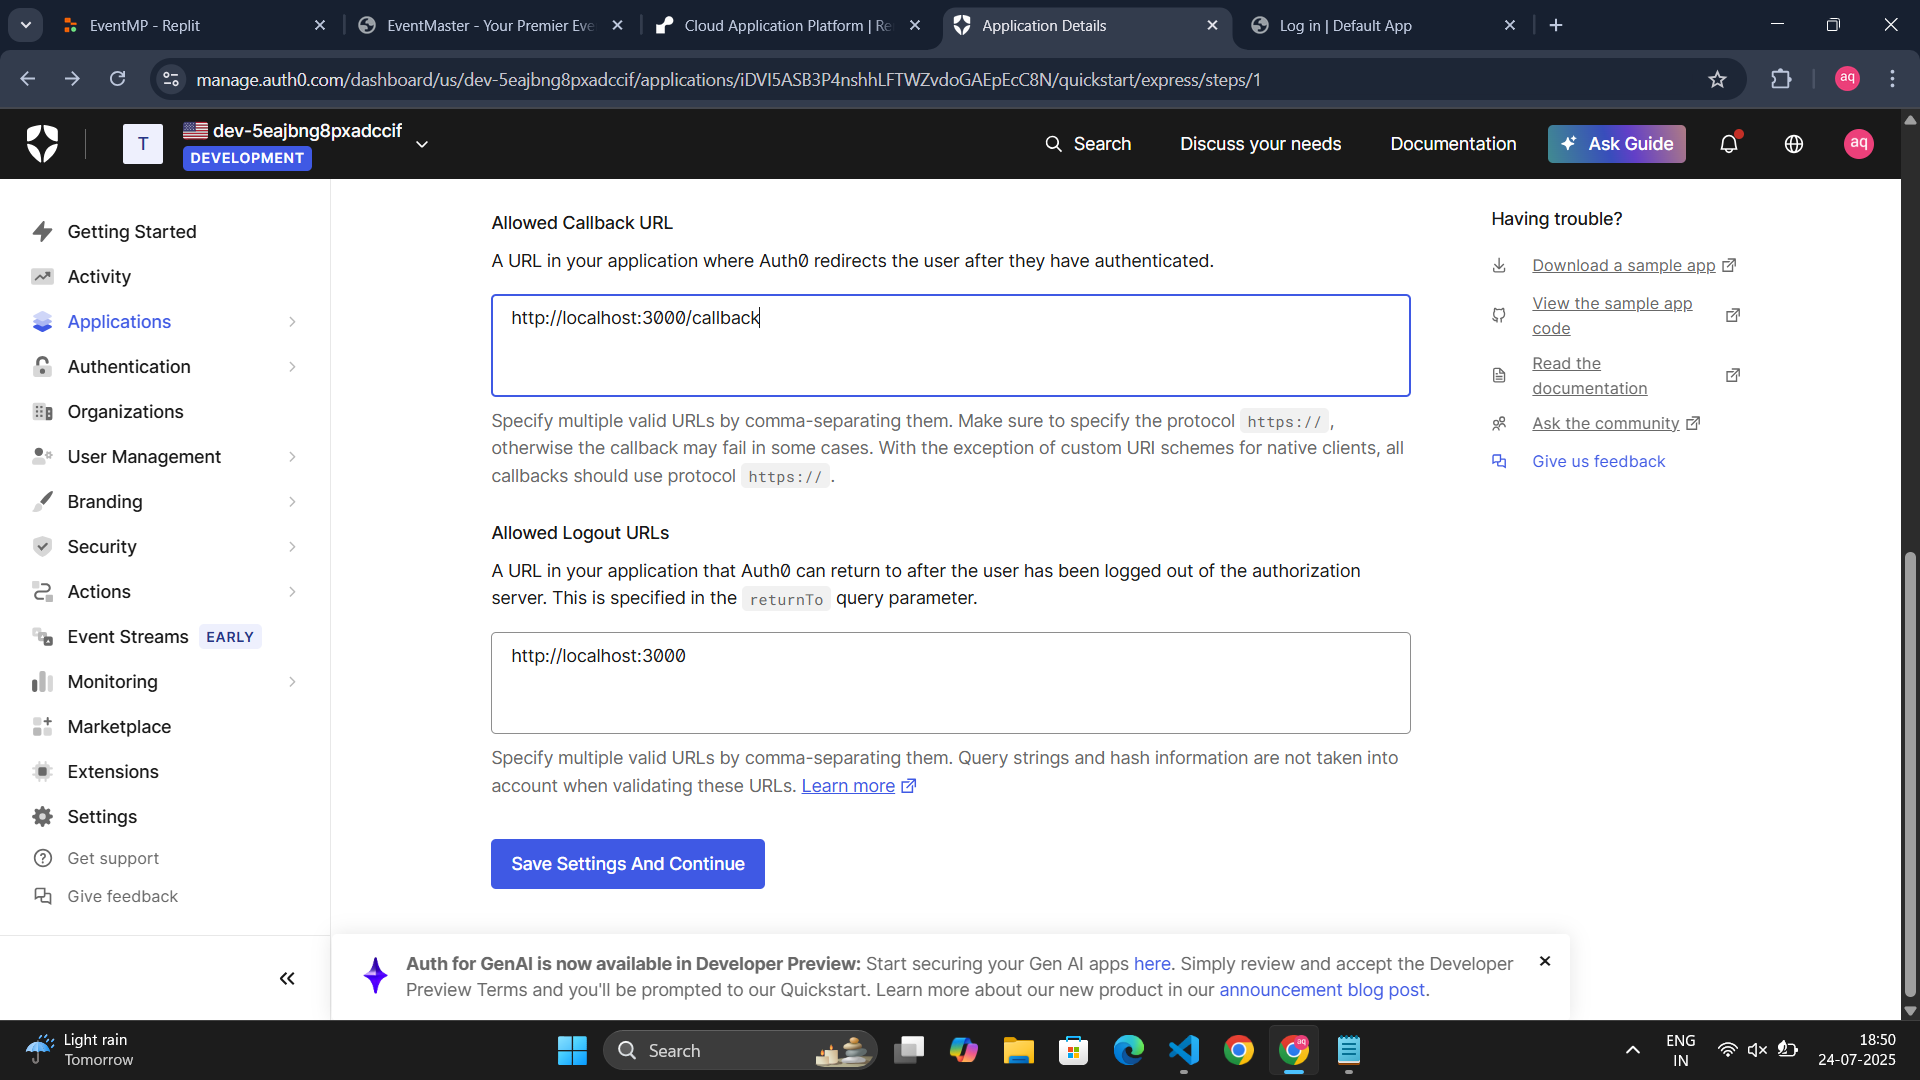 EventMP - Replit
EventMaster - Your Premier Eve
Cloud Application Platform | Re
Application Details
Log in | Default App
manage.auth0.com/dashboard/us/dev-5eajbng8pxadccif/applications/iDVI5ASB3P4nshhLFTWZvdoGAEpEcC8N/quickstart/express/steps/1
aq
T
dev-5eajbng8pxadccif
DEVELOPMENT
Search
Discuss your needs
Documentation
Ask Guide
aq
Getting Started
Activity
Applications
Authentication
Organizations
User Management
Branding
Security
Actions
Event Streams EARLY
Monitoring
Marketplace
Extensions
Settings
Get support
Give feedback
Allowed Callback URL
A URL in your application where Auth0 redirects the user after they have authenticated.
http://localhost:3000/callback
Specify multiple valid URLs by comma-separating them. Make sure to specify the protocol https:// ,
otherwise the callback may fail in some cases. With the exception of custom URI schemes for native clients, all
callbacks should use protocol https:// .
Allowed Logout URLs
A URL in your application that Auth0 can return to after the user has been logged out of the authorization
server. This is specified in the returnTo query parameter.
http://localhost:3000
Specify multiple valid URLs by comma-separating them. Query strings and hash information are not taken into
account when validating these URLs. Learn more
Save Settings And Continue
Having trouble?
Download a sample app
View the sample app
code
Read the
documentation
Ask the community
Give us feedback
Auth for GenAI is now available in Developer Preview: Start securing your Gen AI apps here. Simply review and accept the Developer
Preview Terms and you'll be prompted to our Quickstart. Learn more about our new product in our announcement blog post.
Light rain
Tomorrow
Search
aq
ENG
IN
18:50
24-07-2025